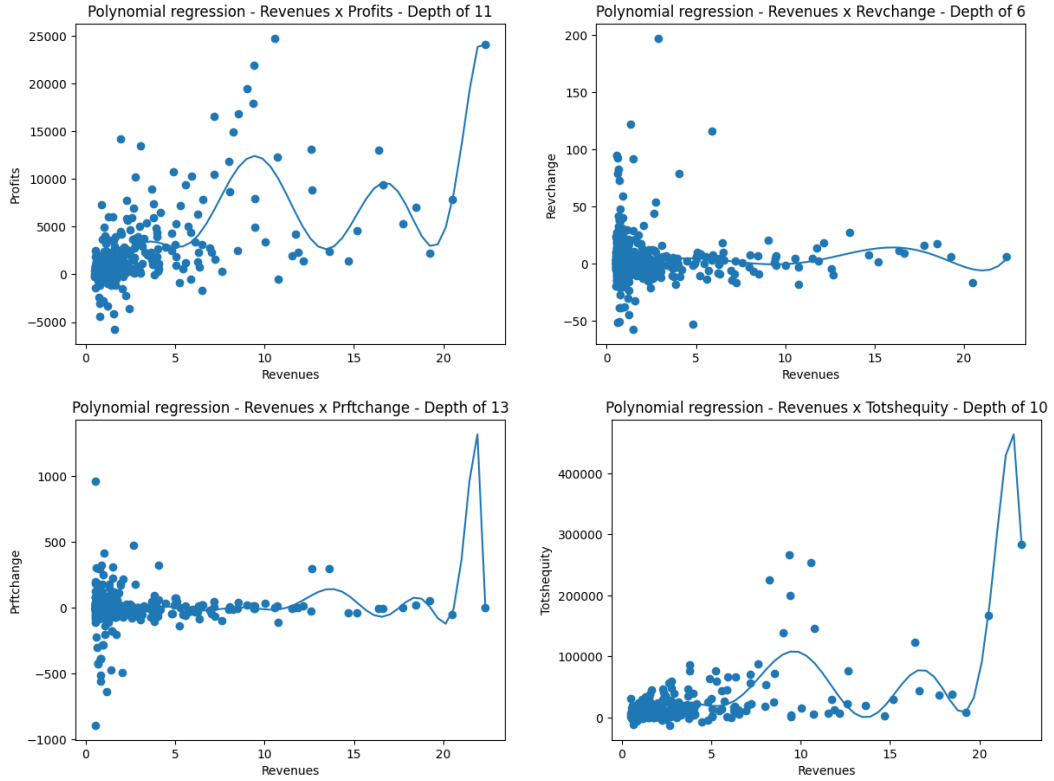 Polynomial regression - Revenues x Profits - Depth of 11
25000
20000
15000
10000
5000
0
−5000
Profits
0 5 10 15 20
Revenues
Polynomial regression - Revenues x Revchange - Depth of 6
200
150
100
50
0
−50
Revchange
0 5 10 15 20
Revenues
Polynomial regression - Revenues x Prftchange - Depth of 13
1000
500
0
−500
−1000
Prftchange
0 5 10 15 20
Revenues
Polynomial regression - Revenues x Totshequity - Depth of 10
400000
300000
200000
100000
0
Totshequity
0 5 10 15 20
Revenues